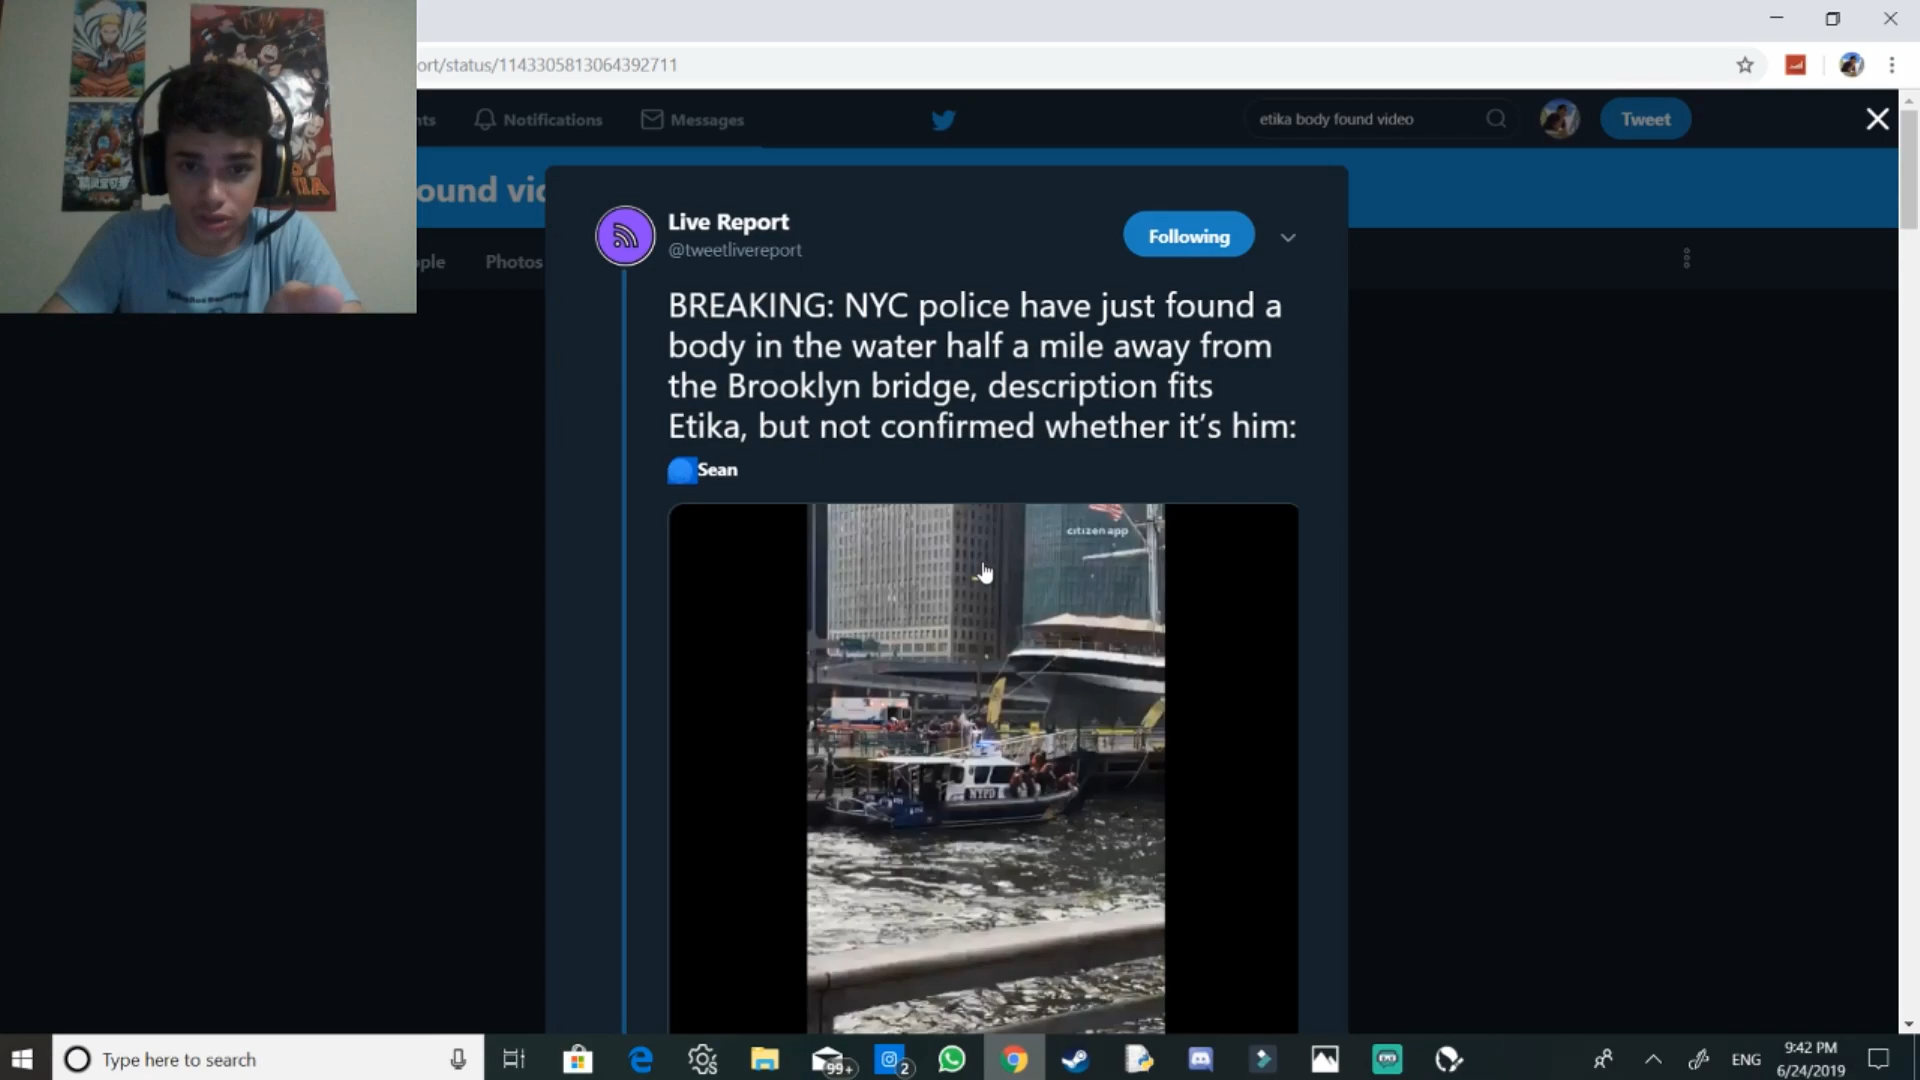 ort/status/1143305813064392711
nts
Notifications
Messages
etika body found video
Tweet
ound vid
ople
Photos
Live Report
@tweetlivereport
Following
BREAKING: NYC police have just found a
body in the water half a mile away from
the Brooklyn bridge, description fits
Etika, but not confirmed whether it's him:
Sean
citizen app
NYPD
Type here to search
99+
2
ENG
9:42 PM
6/24/2019